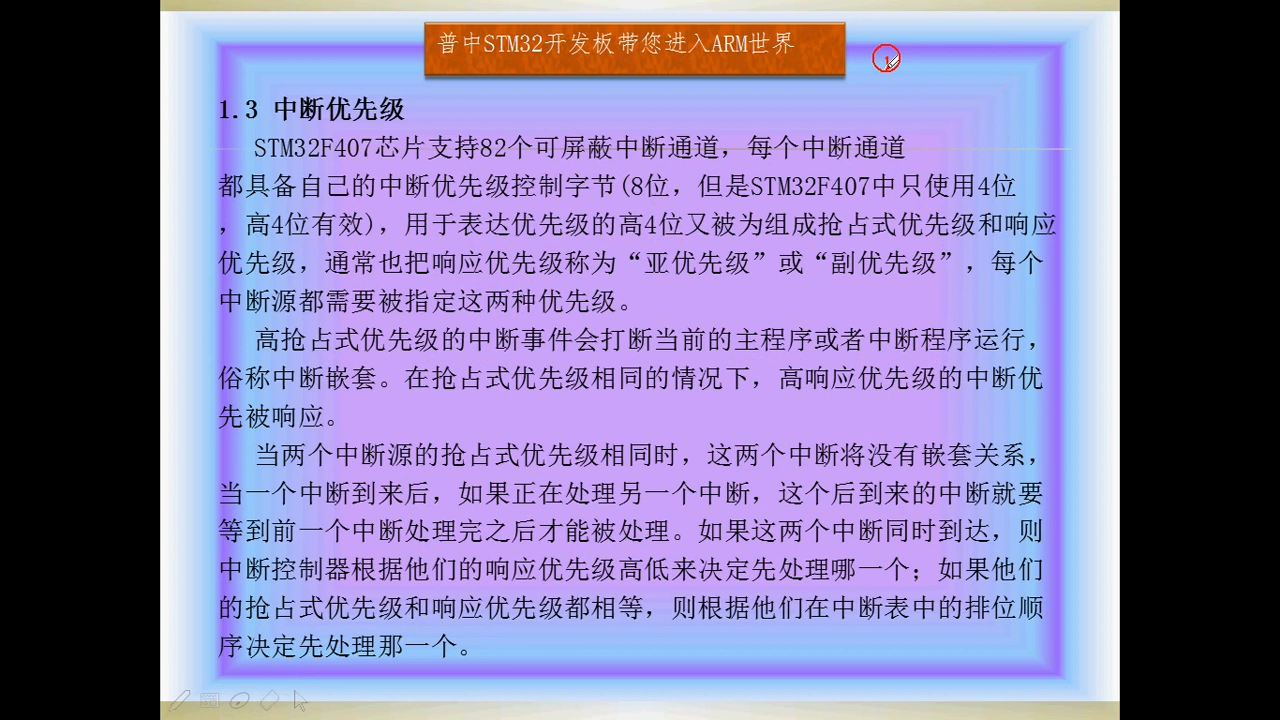 普中STM32开发板带您进入ARM世界
1.3 中断优先级
STM32F407芯片支持82个可屏蔽中断通道，每个中断通道
都具备自己的中断优先级控制字节(8位，但是STM32F407中只使用4位
，高4位有效)，用于表达优先级的高4位又被为组成抢占式优先级和响应
优先级，通常也把响应优先级称为“亚优先级”或“副优先级”，每个
中断源都需要被指定这两种优先级。
高抢占式优先级的中断事件会打断当前的主程序或者中断程序运行，
俗称中断嵌套。在抢占式优先级相同的情况下，高响应优先级的中断优
先被响应。
当两个中断源的抢占式优先级相同时，这两个中断将没有嵌套关系，
当一个中断到来后，如果正在处理另一个中断，这个后到来的中断就要
等到前一个中断处理完之后才能被处理。如果这两个中断同时到达，则
中断控制器根据他们的响应优先级高低来决定先处理哪一个；如果他们
的抢占式优先级和响应优先级都相等，则根据他们在中断表中的排位顺
序决定先处理那一个。